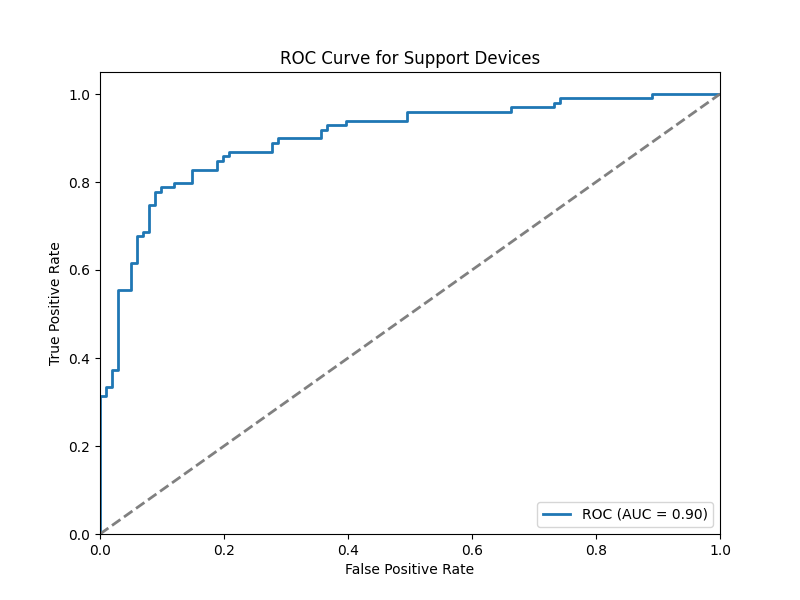 ROC Curve for Support Devices
True Positive Rate
1.0
0.8
0.6
0.4
0.2
0.0
0.0 0.2 0.4 0.6 0.8 1.0
False Positive Rate
ROC (AUC = 0.90)